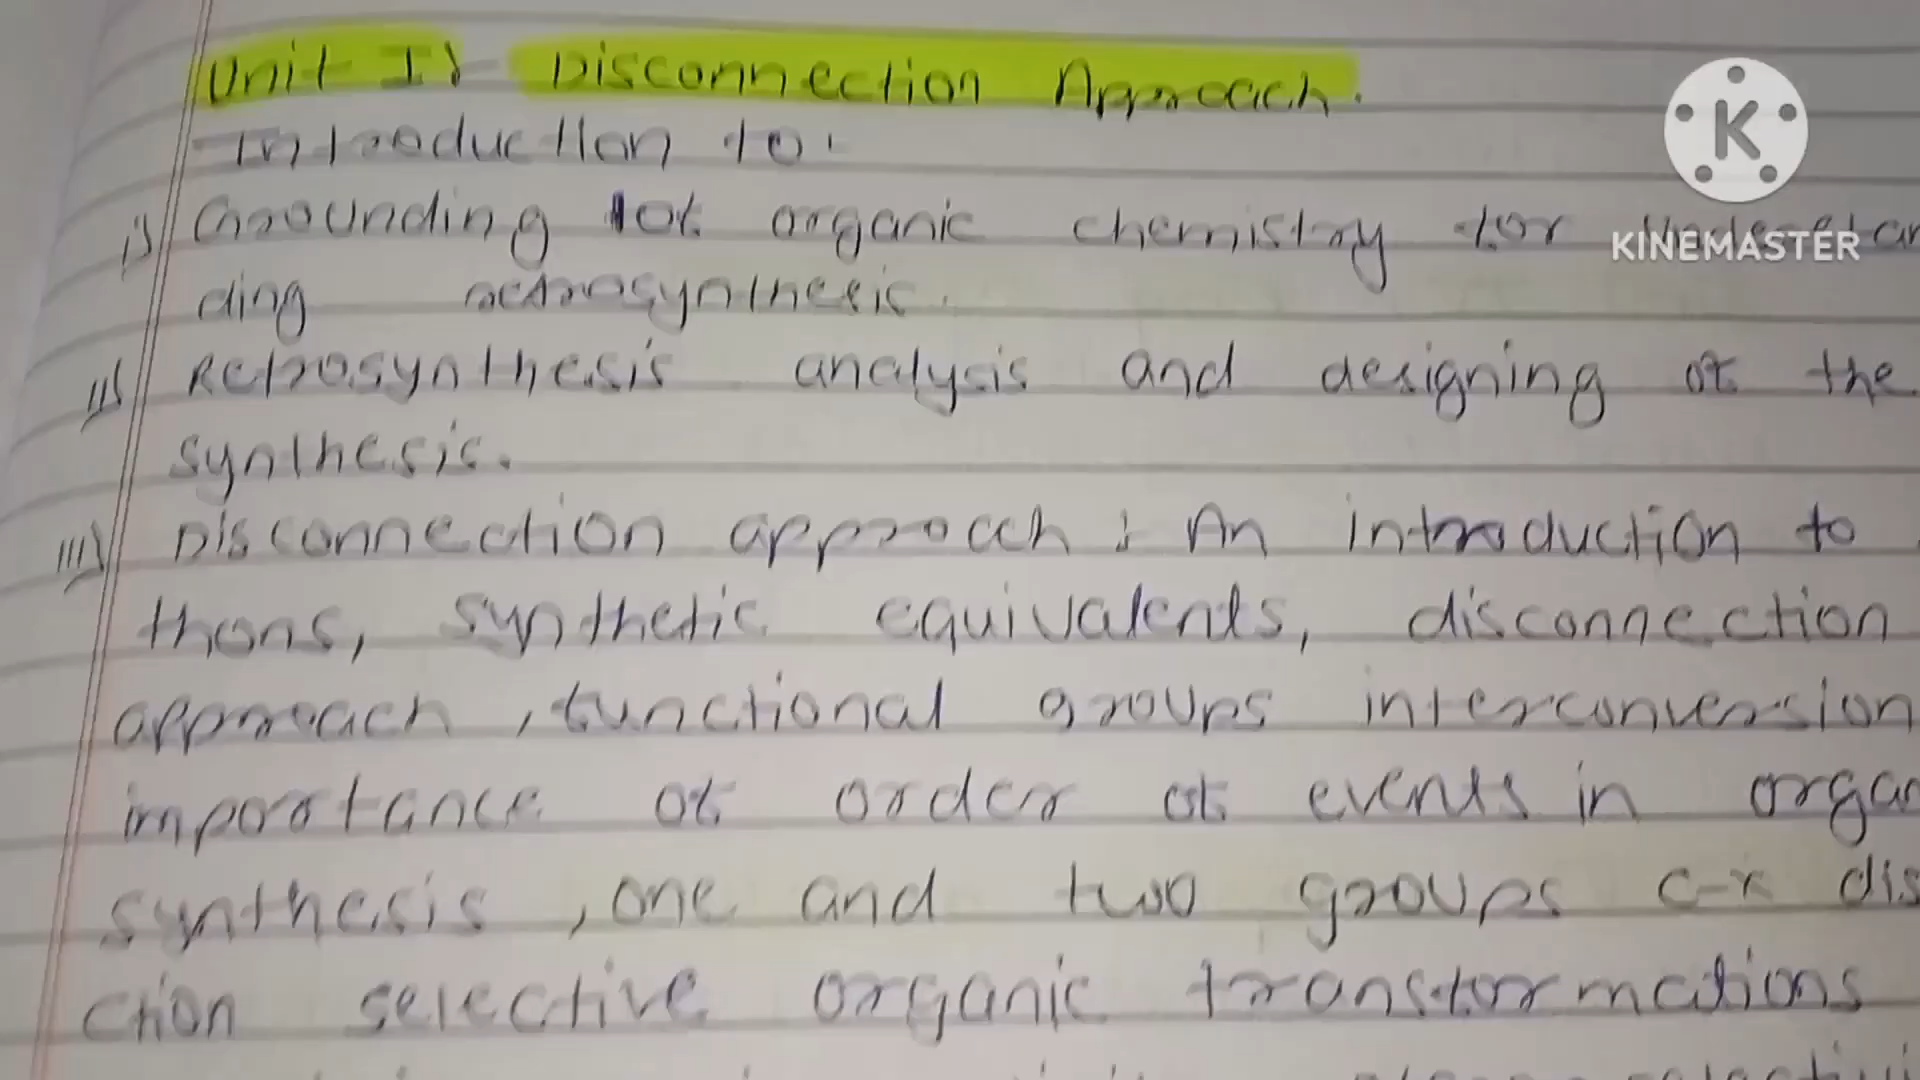 Unit I) Disconnection Approach.
Introduction to:
i) Grounding of organic chemistry for understan
ding retrosynthesis.
ii) Retrosynthesis analysis and designing of the
synthesis.
iii) Disconnection approach : An introduction to
thons, synthetic equivalents, disconnection
approach, functional groups interconversion
importance of order of events in organ
synthesis, one and two groups c-x dis
ction selective organic transformations
KINEMASTER